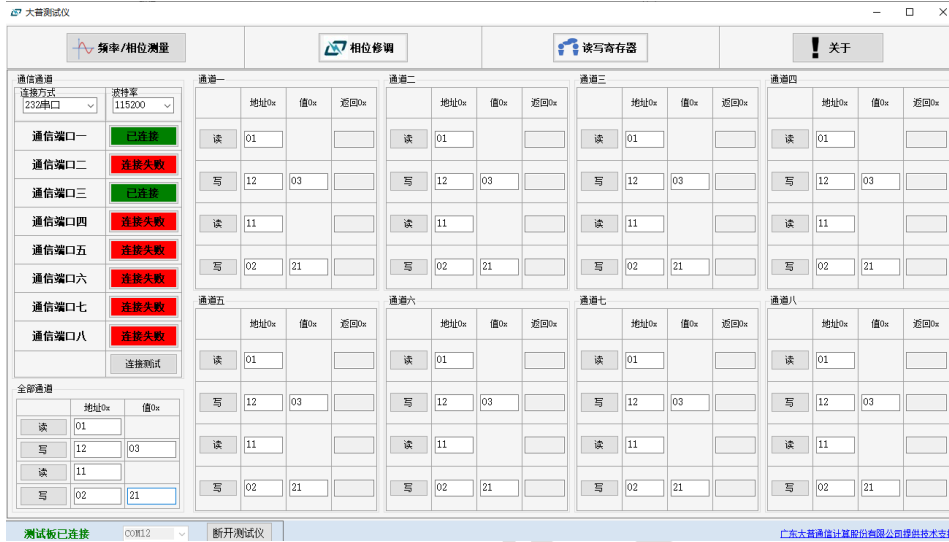 大普测试仪
频率/相位测量 相位修调 读写寄存器 关于
通信通道
连接方式 波特率
232串口 115200
通信端口一 已连接
通信端口二 连接失败
通信端口三 已连接
通信端口四 连接失败
通信端口五 连接失败
通信端口六 连接失败
通信端口七 连接失败
通信端口八 连接失败
连接测试
全部通道
地址0x 值0x
读 01
写 12 03
读 11
写 02 21
通道一
地址0x 值0x 返回0x
读 01
写 12 03
读 11
写 02 21
通道二
地址0x 值0x 返回0x
读 01
写 12 03
读 11
写 02 21
通道三
地址0x 值0x 返回0x
读 01
写 12 03
读 11
写 02 21
通道四
地址0x 值0x 返回0x
读 01
写 12 03
读 11
写 02 21
通道五
地址0x 值0x 返回0x
读 01
写 12 03
读 11
写 02 21
通道六
地址0x 值0x 返回0x
读 01
写 12 03
读 11
写 02 21
通道七
地址0x 值0x 返回0x
读 01
写 12 03
读 11
写 02 21
通道八
地址0x 值0x 返回0x
读 01
写 12 03
读 11
写 02 21
测试板已连接 COM12 断开测试仪 广东大普通信计算股份有限公司提供技术支